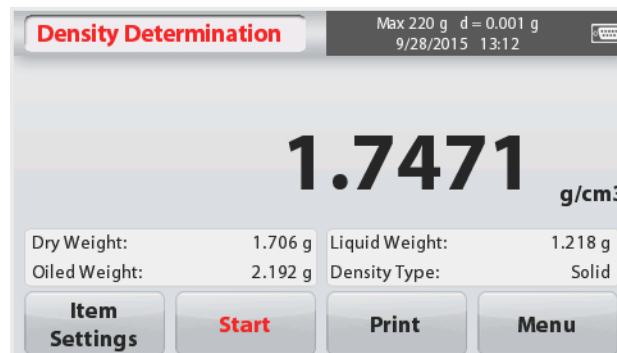 Density Determination
Max 220 g d = 0.001 g
9/28/2015 13:12
1.7471
g/cm3
Dry Weight: 1.706 g Liquid Weight: 1.218 g
Oiled Weight: 2.192 g Density Type: Solid
Item
Settings
Start
Print
Menu